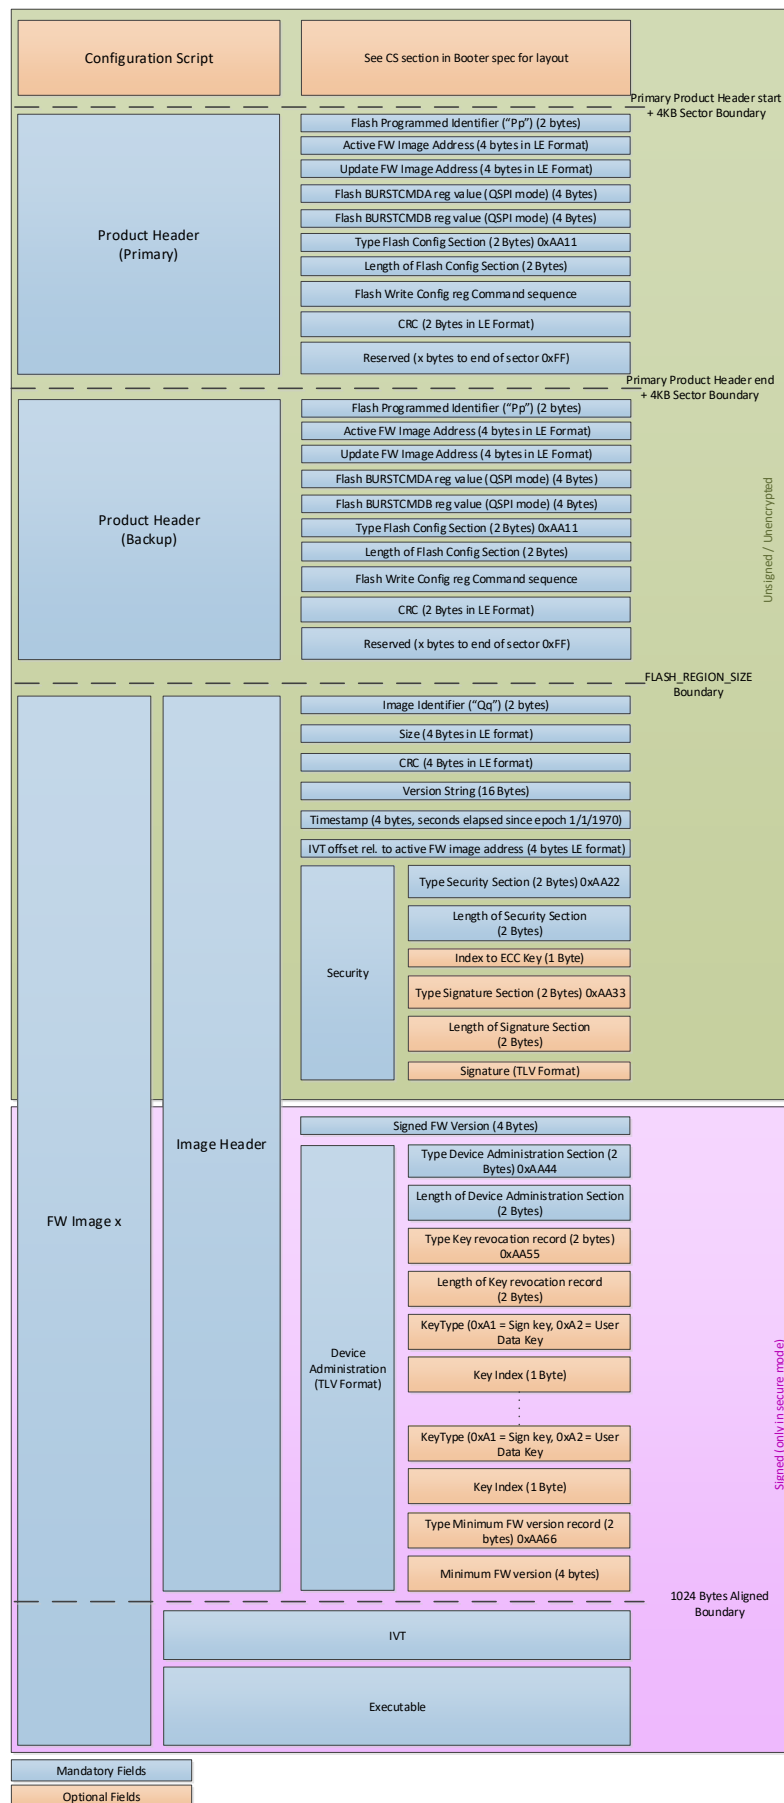 Configuration Script
See CS section in Booter spec for layout
Primary Product Header start
+ 4KB Sector Boundary
Product Header
(Primary)
Flash Programmed Identifier (“Pp”) (2 bytes)
Active FW Image Address (4 bytes in LE Format)
Update FW Image Address (4 bytes in LE Format)
Flash BURSTCMDA reg value (QSPI mode) (4 Bytes)
Flash BURSTCMDB reg value (QSPI mode) (4 Bytes)
Type Flash Config Section (2 Bytes) 0xAA11
Length of Flash Config Section (2 Bytes)
Flash Write Config reg Command sequence
CRC (2 Bytes in LE Format)
Reserved (x bytes to end of sector 0xFF)
Primary Product Header end
+ 4KB Sector Boundary
Product Header
(Backup)
Flash Programmed Identifier (“Pp”) (2 bytes)
Active FW Image Address (4 bytes in LE Format)
Update FW Image Address (4 bytes in LE Format)
Flash BURSTCMDA reg value (QSPI mode) (4 Bytes)
Flash BURSTCMDB reg value (QSPI mode) (4 Bytes)
Type Flash Config Section (2 Bytes) 0xAA11
Length of Flash Config Section (2 Bytes)
Flash Write Config reg Command sequence
CRC (2 Bytes in LE Format)
Reserved (x bytes to end of sector 0xFF)
Unsigned / Unencrypted
FLASH_REGION_SIZE
Boundary
FW Image x
Image Header
Image Identifier (“Qq”) (2 bytes)
Size (4 Bytes in LE format)
CRC (4 Bytes in LE format)
Version String (16 Bytes)
Timestamp (4 bytes, seconds elapsed since epoch 1/1/1970)
IVT offset rel. to active FW image address (4 bytes LE format)
Security
Type Security Section (2 Bytes) 0xAA22
Length of Security Section
(2 Bytes)
Index to ECC Key (1 Byte)
Type Signature Section (2 Bytes) 0xAA33
Length of Signature Section
(2 Bytes)
Signature (TLV Format)
Signed FW Version (4 Bytes)
Device
Administration
(TLV Format)
Type Device Administration Section (2
Bytes) 0xAA44
Length of Device Administration Section
(2 Bytes)
Type Key revocation record (2 bytes)
0xAA55
Length of Key revocation record
(2 Bytes)
KeyType (0xA1 = Sign key, 0xA2 = User
Data Key
Key Index (1 Byte)
KeyType (0xA1 = Sign key, 0xA2 = User
Data Key
Key Index (1 Byte)
Type Minimum FW version record (2
bytes) 0xAA66
Minimum FW version (4 bytes)
Signed (only in secure mode)
1024 Bytes Aligned
Boundary
IVT
Executable
Mandatory Fields
Optional Fields